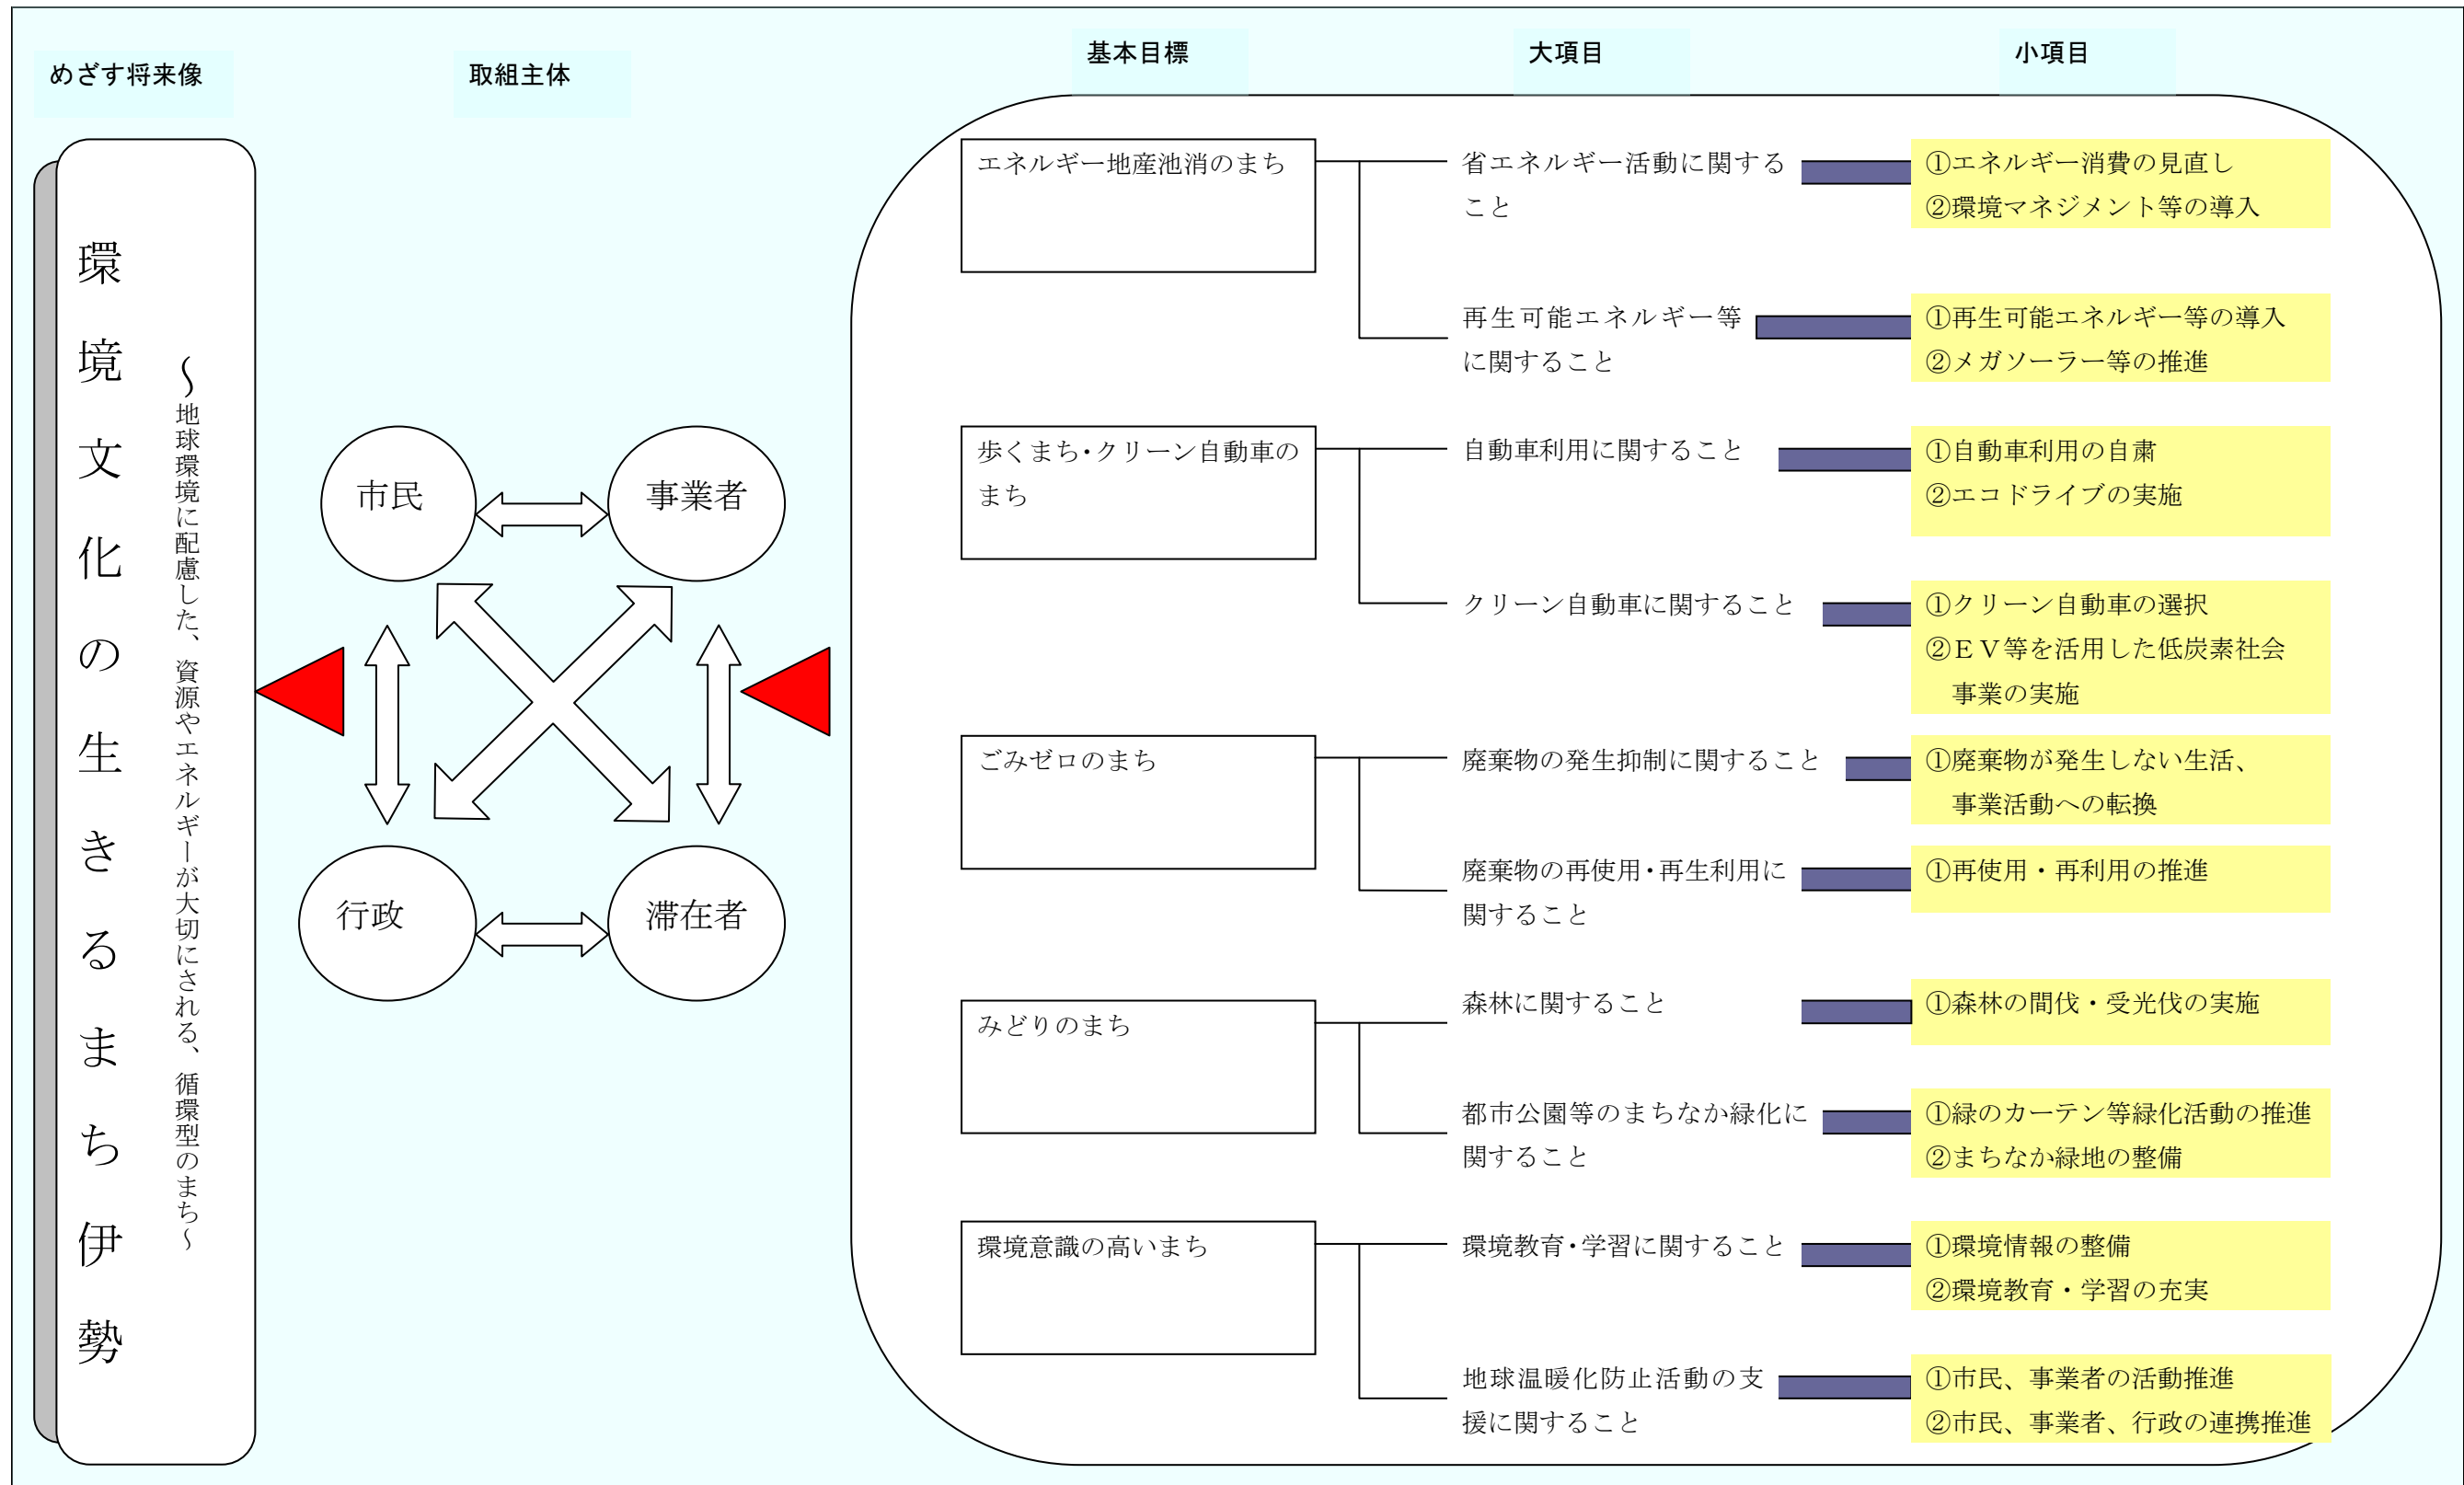 めざす将来像
取組主体
基本目標
大項目
小項目
環境文化の生きるまち伊勢
～地球環境に配慮した、資源やエネルギーが大切にされる、循環型のまち～
市民
事業者
行政
滞在者
エネルギー地産池消のまち
省エネルギー活動に関する
こと
①エネルギー消費の見直し
②環境マネジメント等の導入
再生可能エネルギー等
に関すること
①再生可能エネルギー等の導入
②メガソーラー等の推進
歩くまち・クリーン自動車の
まち
自動車利用に関すること
①自動車利用の自粛
②エコドライブの実施
クリーン自動車に関すること
①クリーン自動車の選択
②ＥＶ等を活用した低炭素社会
事業の実施
ごみゼロのまち
廃棄物の発生抑制に関すること
①廃棄物が発生しない生活、
事業活動への転換
廃棄物の再使用・再生利用に
関すること
①再使用・再利用の推進
みどりのまち
森林に関すること
①森林の間伐・受光伐の実施
都市公園等のまちなか緑化に
関すること
①緑のカーテン等緑化活動の推進
②まちなか緑地の整備
環境意識の高いまち
環境教育・学習に関すること
①環境情報の整備
②環境教育・学習の充実
地球温暖化防止活動の支
援に関すること
①市民、事業者の活動推進
②市民、事業者、行政の連携推進